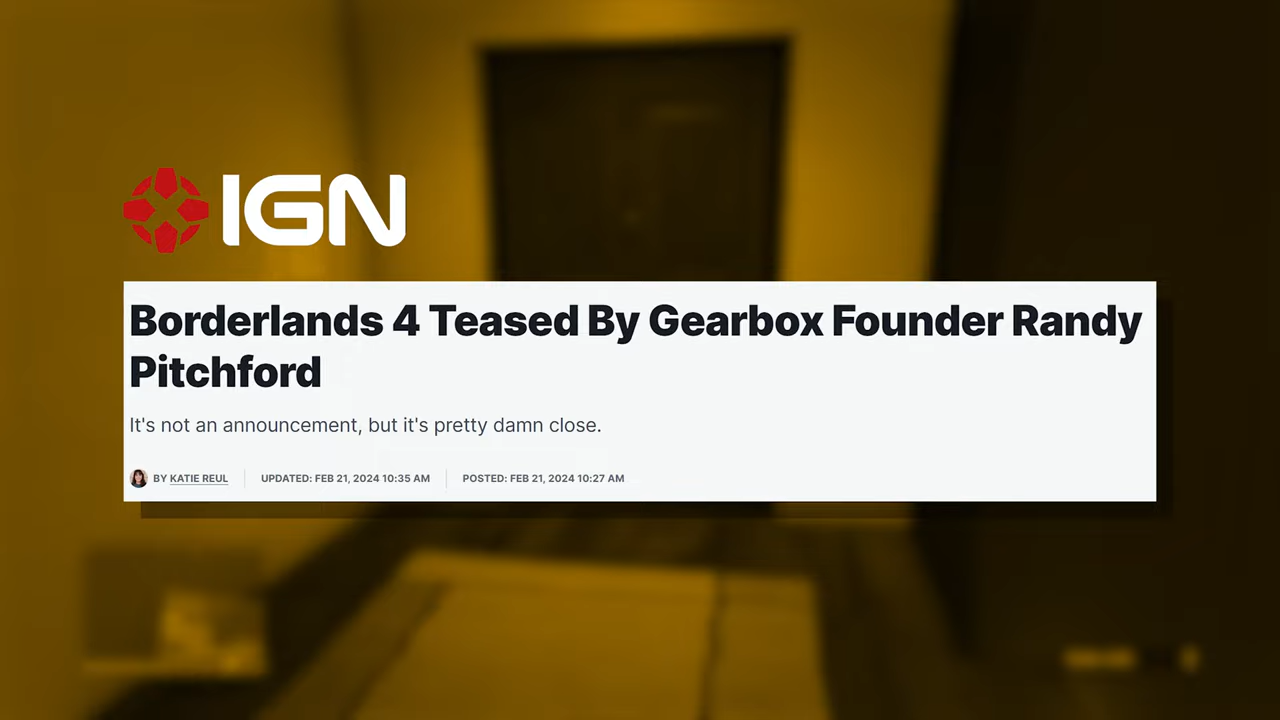 IGN
Borderlands 4 Teased By Gearbox Founder Randy
Pitchford
It's not an announcement, but it's pretty damn close.
BY KATIE REUL UPDATED: FEB 21, 2024 10:35 AM POSTED: FEB 21, 2024 10:27 AM